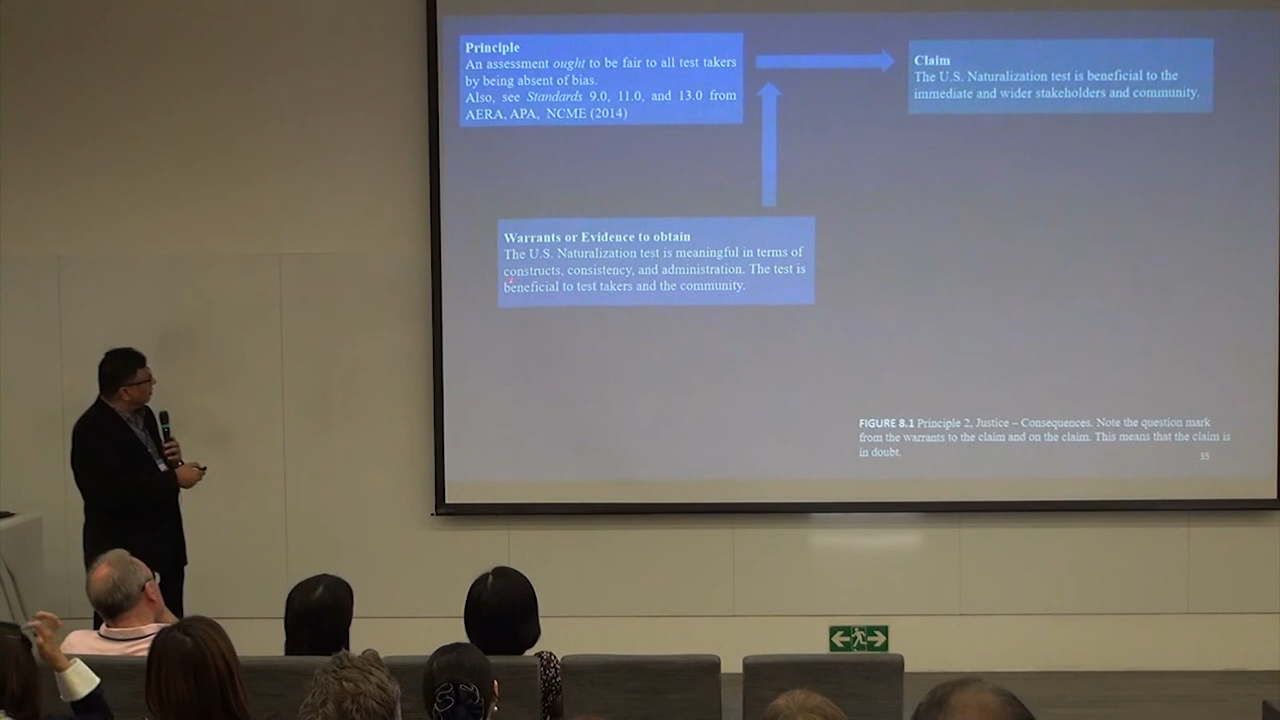 Principle
An assessment ought to be fair to all test takers
by being absent of bias.
Also, see Standards 9.0, 11.0, and 13.0 from
AERA, APA, NCME (2014)
Claim
The U.S. Naturalization test is beneficial to the
immediate and wider stakeholders and community.
Warrants or Evidence to obtain
The U.S. Naturalization test is meaningful in terms of
constructs, consistency, and administration. The test is
beneficial to test takers and the community.
FIGURE 8.1 Principle 2, Justice – Consequences. Note the question mark
from the warrants to the claim and on the claim. This means that the claim is
in doubt.
35